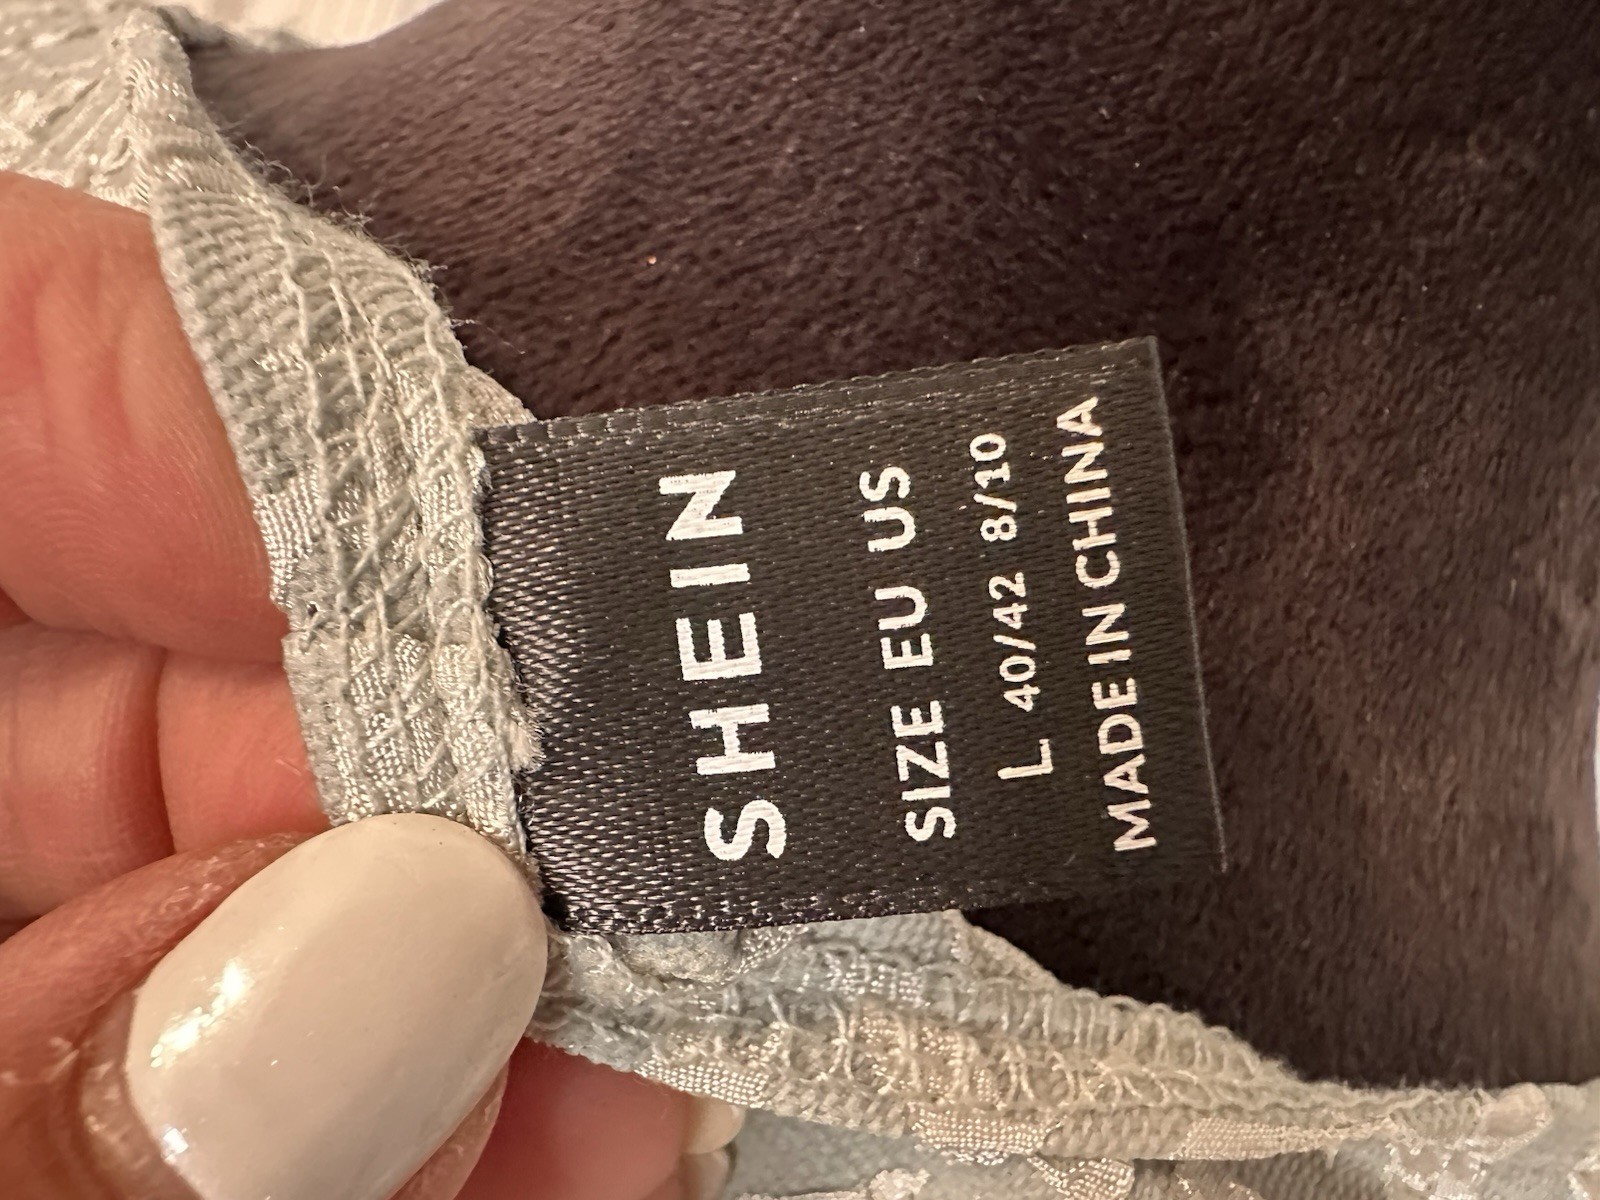 SHEIN
SIZE EU US
L 40/42 8/10
MADE IN CHINA